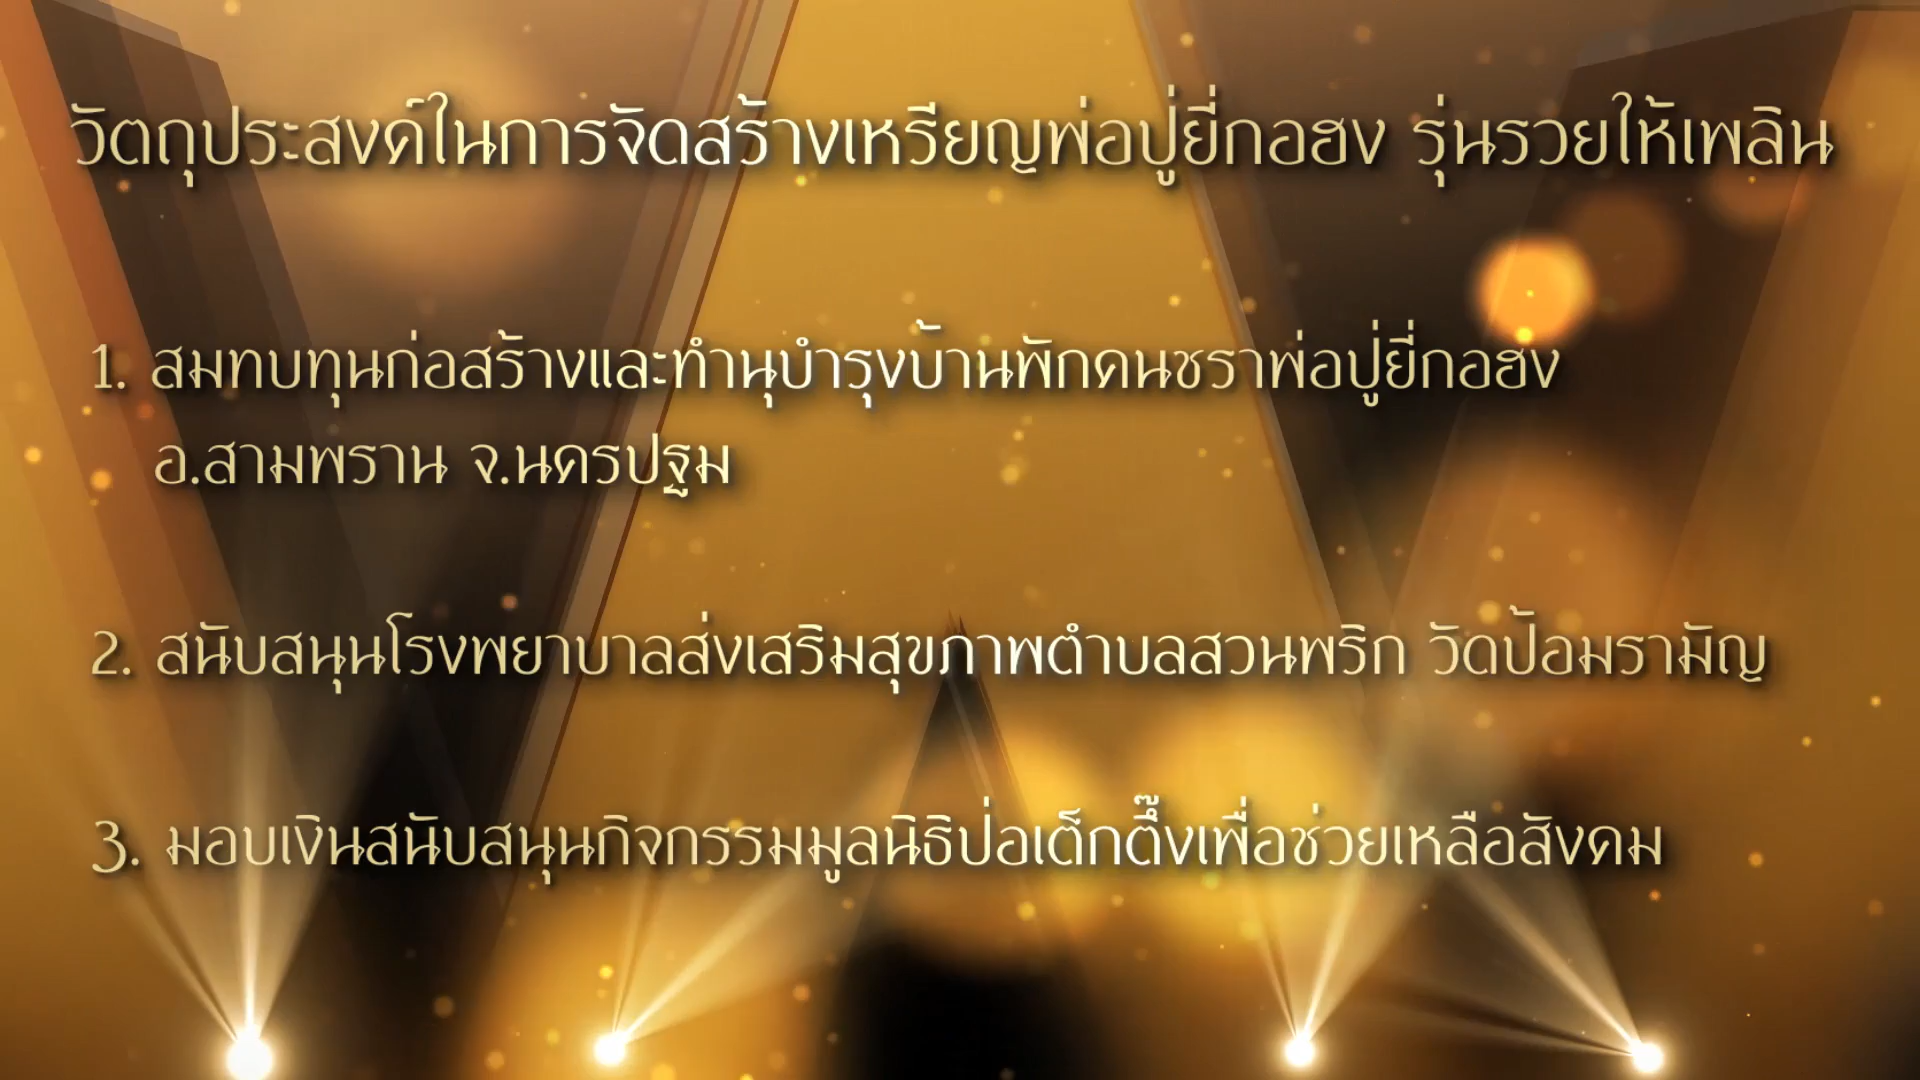 วัตถุประสงค์ในการจัดสร้างเหรียญพ่อปู่ยี่กอฮง รุ่นรวยให้เพลิน
1. สมทบทุนก่อสร้างและทำนุบำรุงบ้านพักคนชราพ่อปู่ยี่กอฮง
อ.สามพราน จ.นครปฐม
2. สนับสนุนโรงพยาบาลส่งเสริมสุขภาพตำบลสวนพริก วัดป้อมรามัญ
3. มอบเงินสนับสนุนกิจกรรมมูลนิธิป่อเต็กตึ๊งเพื่อช่วยเหลือสังคม